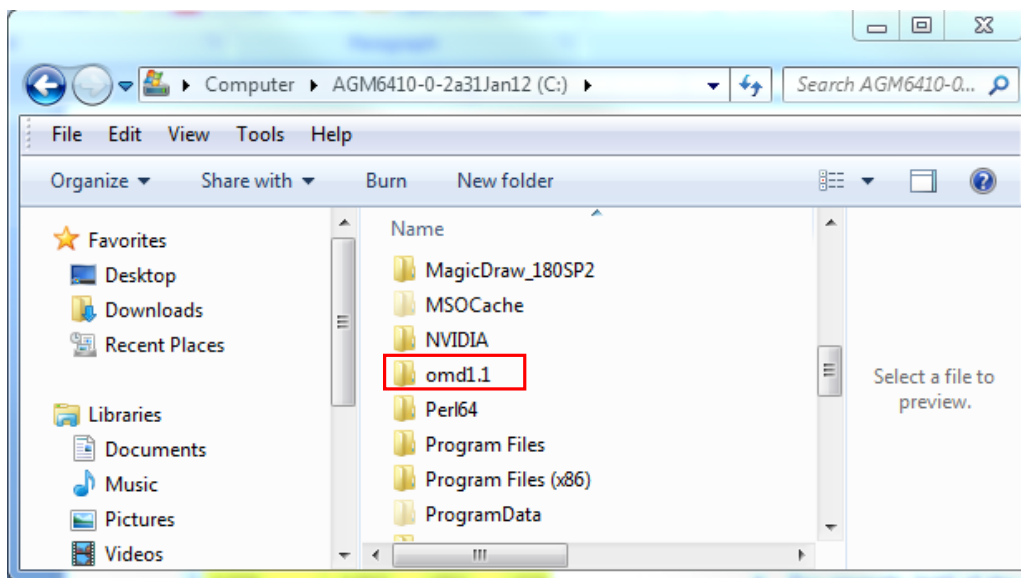 Computer AGM6410-0-2a31Jan12 (C:) Search AGM6410-0...
File Edit View Tools Help
Organize Share with Burn New folder
Favorites
Desktop
Downloads
Recent Places
Libraries
Documents
Music
Pictures
Videos
Name
MagicDraw_180SP2
MSOCache
NVIDIA
omd1.1
Perl64
Program Files
Program Files (x86)
ProgramData
Select a file to
preview.